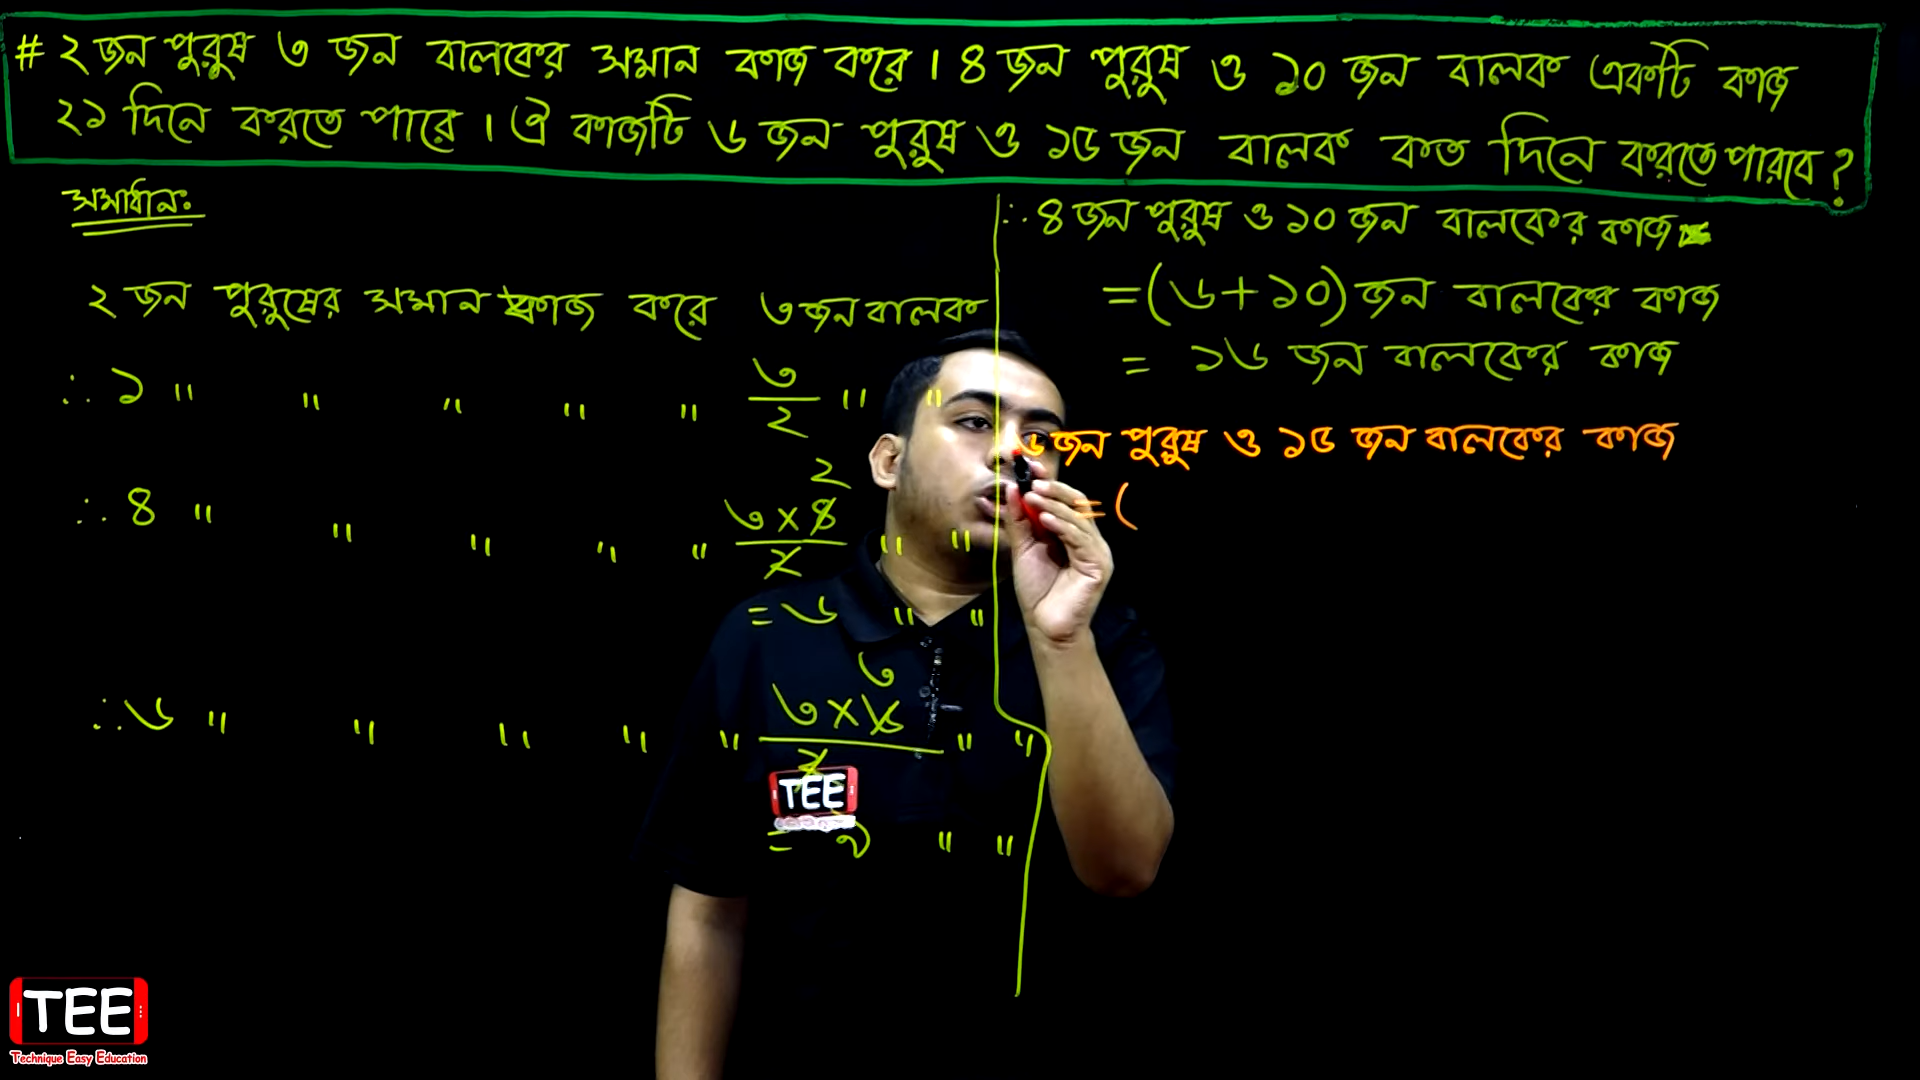 # ২ জন পুরুষ ৩ জন বালকের সমান কাজ করে। ৪ জন পুরুষ ও ১০ জন বালক একটি কাজ
২১ দিনে করতে পারে। ঐ কাজটি ৬ জন পুরুষ ও ১৫ জন বালক কত দিনে করতে পারবে?
সমাধানঃ
২ জন পুরুষের সমান কাজ করে ৩ জন বালক
∴ ১ " " " " " ৩/২ " "
২
∴ ৪ " " " " " ৩×৪/২ " "
= ৬ " "
৩
∴ ৬ " " " " " ৩×৬/২ " "
= ৯ " "
∴ ৪ জন পুরুষ ও ১০ জন বালকের কাজ
=(৬+১০) জন বালকের কাজ
= ১৬ জন বালকের কাজ
৬ জন পুরুষ ও ১৫ জন বালকের কাজ
=(
TEE
TEE
Technique Easy Education